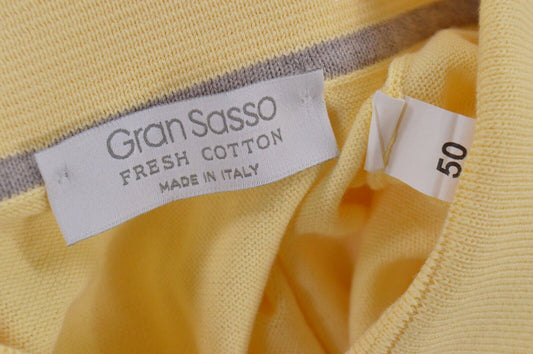 Gran Sasso
FRESH COTTON
MADE IN ITALY
50